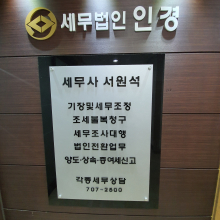 세무법인 인경
세무사 서원석
기장및세무조정
조세불복청구
세무조사대행
법인전환업무
양도·상속·증여세신고
각종세무상담
707-2800